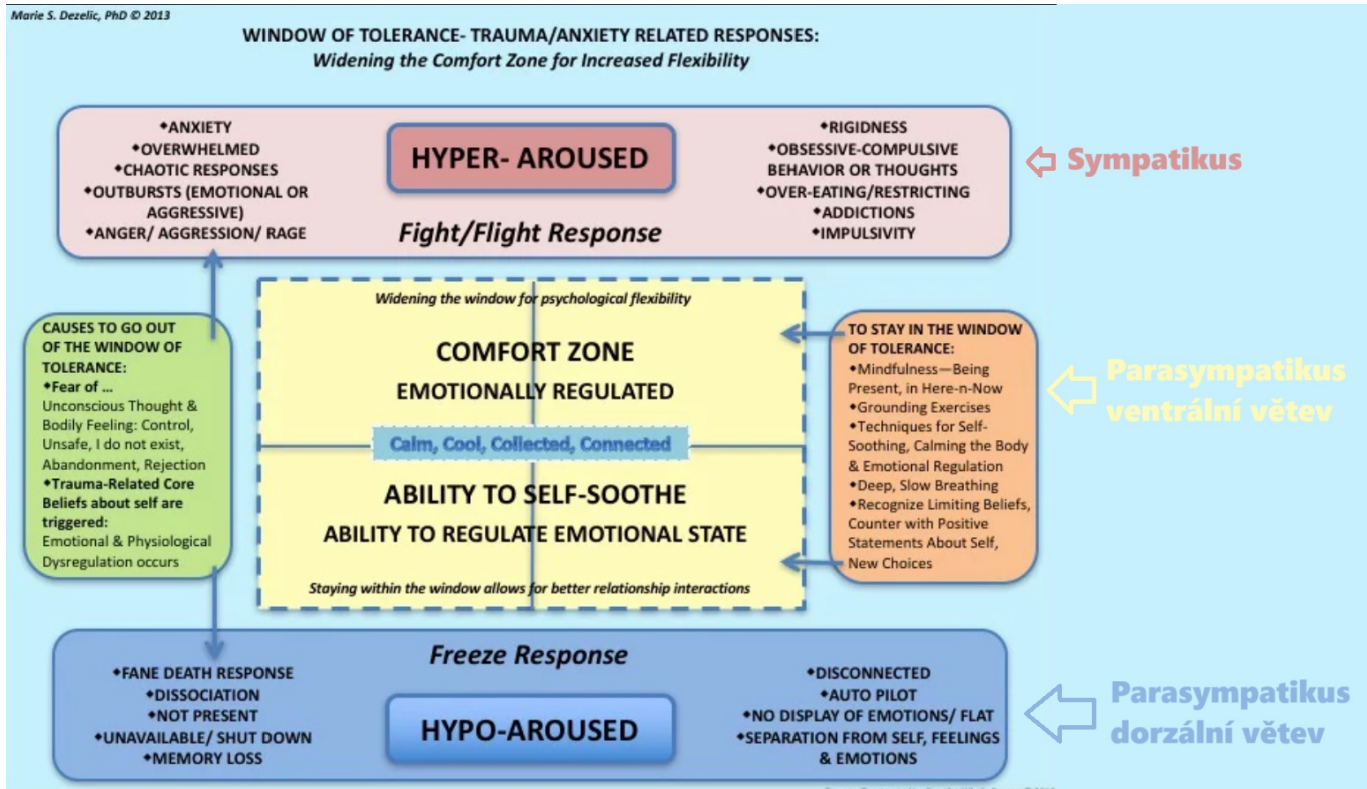 Marie S. Dezelic, PhD © 2013
WINDOW OF TOLERANCE- TRAUMA/ANXIETY RELATED RESPONSES:
Widening the Comfort Zone for Increased Flexibility
◆ANXIETY
◆OVERWHELMED
◆CHAOTIC RESPONSES
◆OUTBURSTS (EMOTIONAL OR
AGGRESSIVE)
◆ANGER/ AGGRESSION/ RAGE
HYPER- AROUSED
Fight/Flight Response
◆RIGIDNESS
◆OBSESSIVE-COMPULSIVE
BEHAVIOR OR THOUGHTS
◆OVER-EATING/RESTRICTING
◆ADDICTIONS
◆IMPULSIVITY
Sympatikus
CAUSES TO GO OUT
OF THE WINDOW OF
TOLERANCE:
◆Fear of …
Unconscious Thought &
Bodily Feeling: Control,
Unsafe, I do not exist,
Abandonment, Rejection
◆Trauma-Related Core
Beliefs about self are
triggered:
Emotional & Physiological
Dysregulation occurs
Widening the window for psychological flexibility
COMFORT ZONE
EMOTIONALLY REGULATED
Calm, Cool, Collected, Connected
ABILITY TO SELF-SOOTHE
ABILITY TO REGULATE EMOTIONAL STATE
Staying within the window allows for better relationship interactions
TO STAY IN THE WINDOW
OF TOLERANCE:
◆Mindfulness—Being
Present, in Here-n-Now
◆Grounding Exercises
◆Techniques for Self-
Soothing, Calming the Body
& Emotional Regulation
◆Deep, Slow Breathing
◆Recognize Limiting Beliefs,
Counter with Positive
Statements About Self,
New Choices
Parasympatikus
ventrální větev
Freeze Response
HYPO-AROUSED
◆FANE DEATH RESPONSE
◆DISSOCIATION
◆NOT PRESENT
◆UNAVAILABLE/ SHUT DOWN
◆MEMORY LOSS
◆DISCONNECTED
◆AUTO PILOT
◆NO DISPLAY OF EMOTIONS/ FLAT
◆SEPARATION FROM SELF, FEELINGS
& EMOTIONS
Parasympatikus
dorzální větev